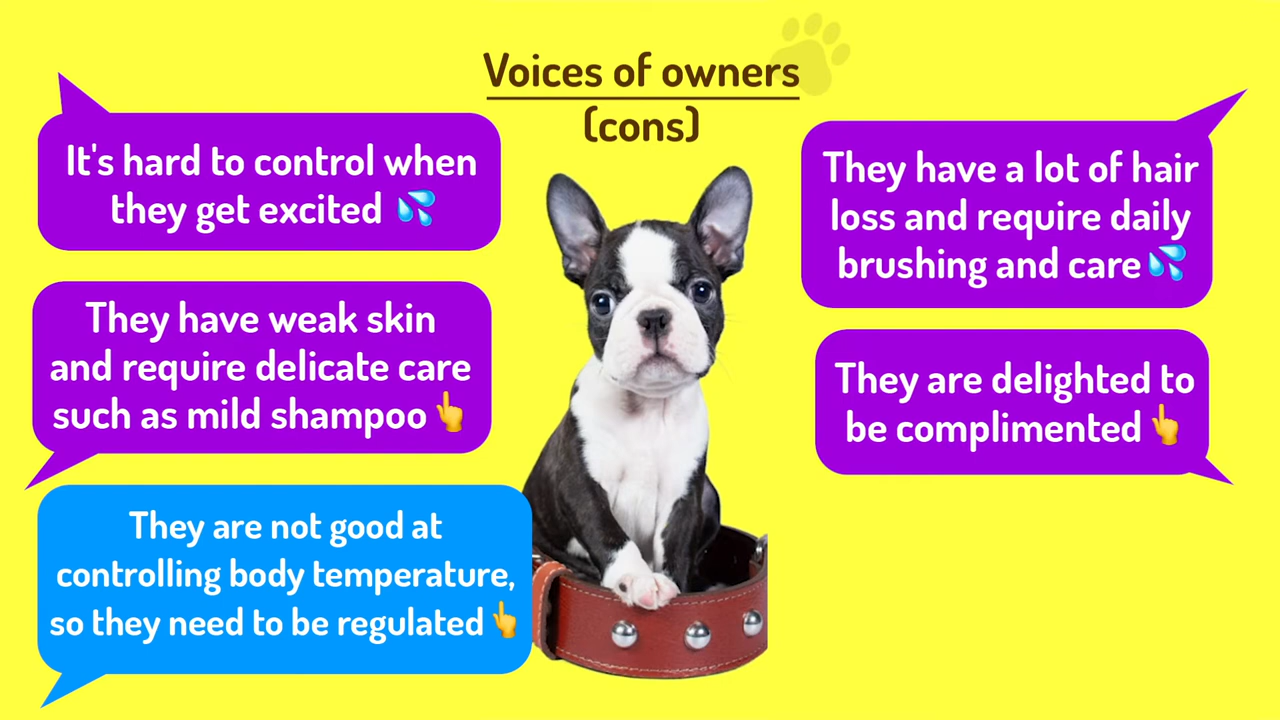 Voices of owners
(cons)
It's hard to control when
they get excited 💦
They have weak skin
and require delicate care
such as mild shampoo👆
They are not good at
controlling body temperature,
so they need to be regulated👆
They have a lot of hair
loss and require daily
brushing and care💦
They are delighted to
be complimented👆